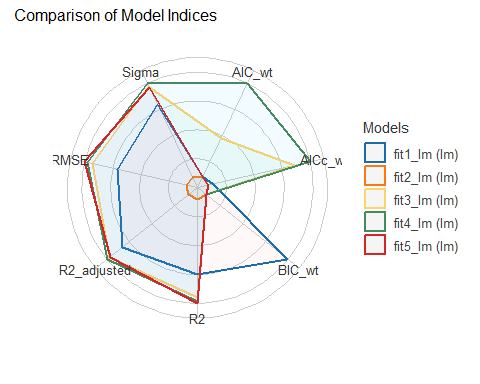 Comparison of Model Indices
Sigma
AIC_wt
Models
fit1_lm (lm)
RMSE
AICc_w
fit2_lm (lm)
fit3_lm (lm)
fit4_lm (lm)
fit5_lm (lm)
R2_adjusted
BIC_wt
R2